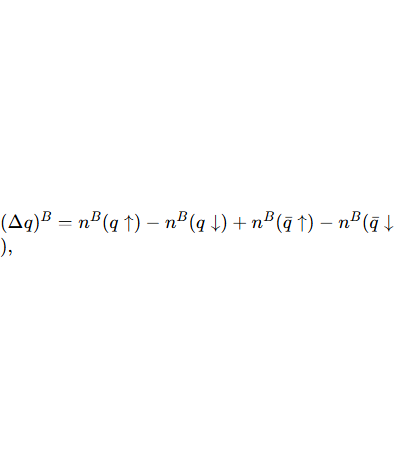 (Δq)^B = n^B(q ↑) − n^B(q ↓) + n^B(q̄ ↑) − n^B(q̄ ↓
),